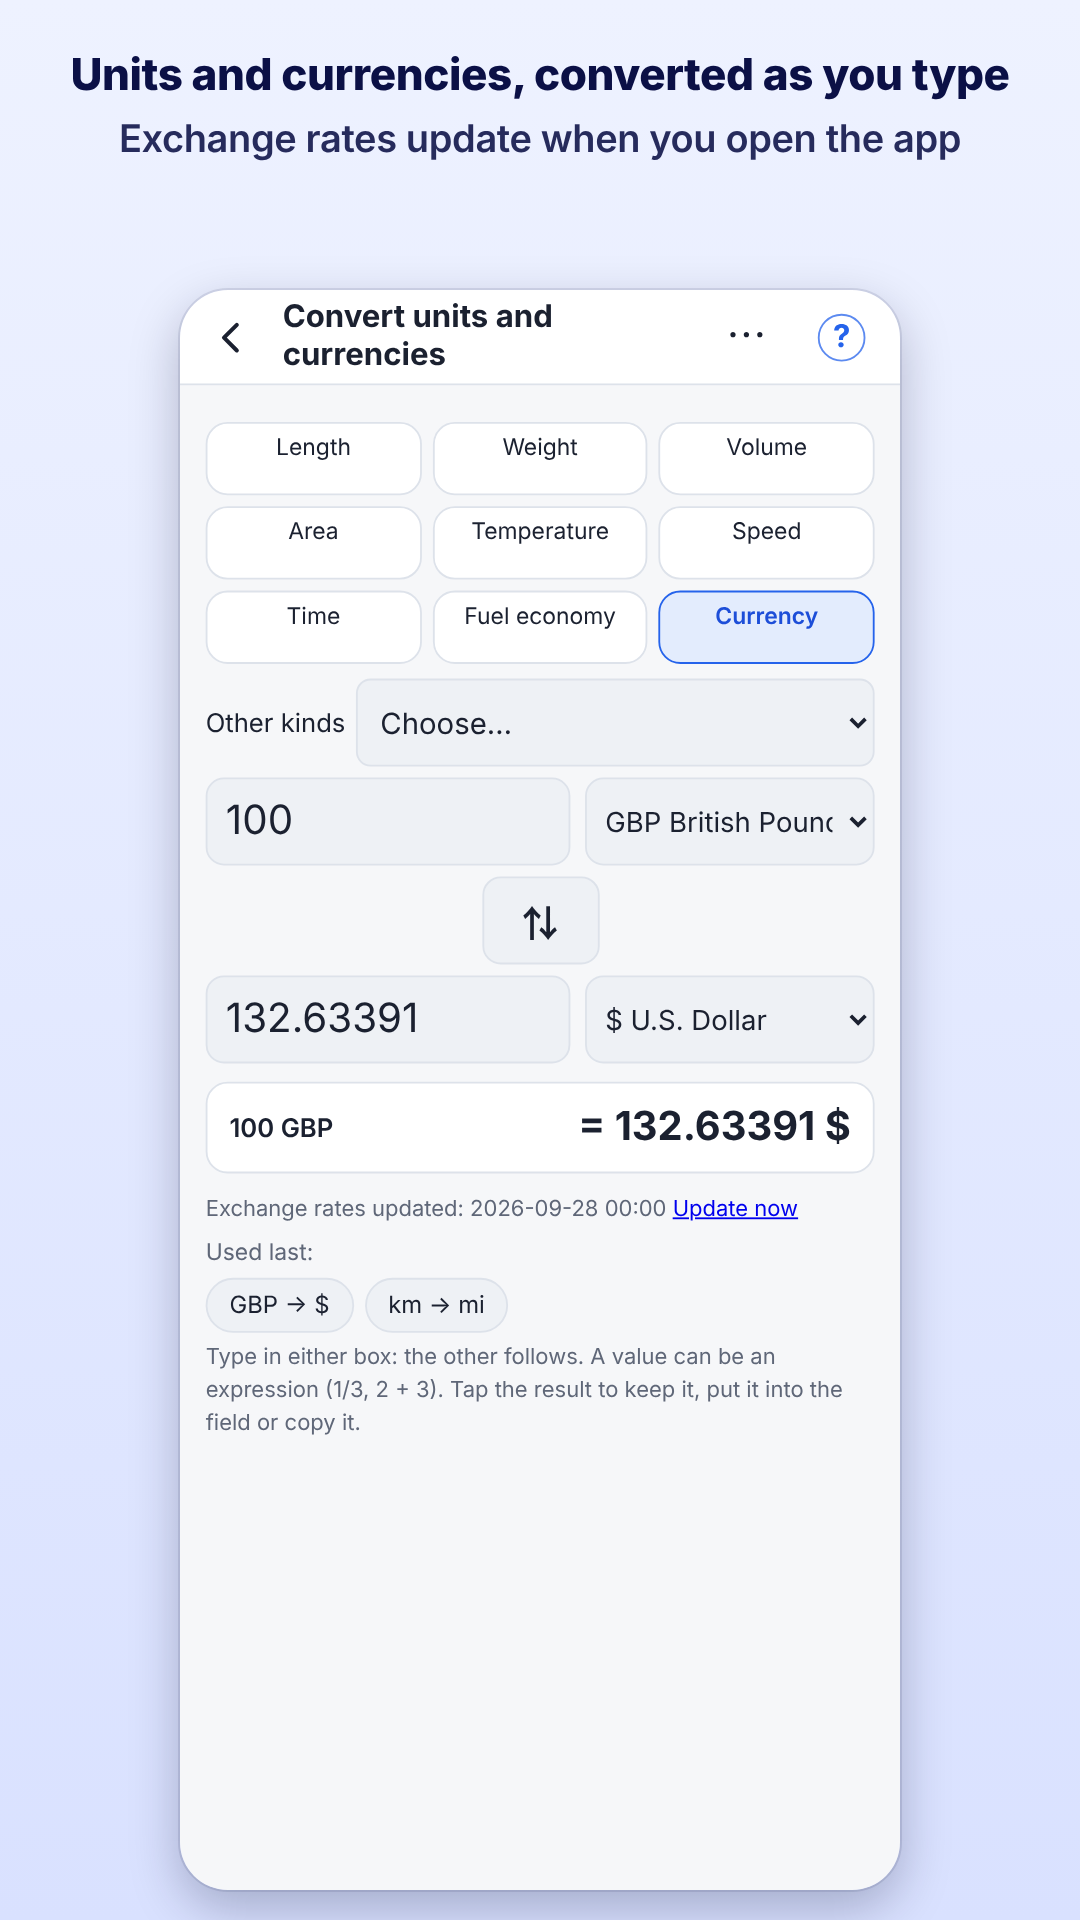 Units and currencies, converted as you type
Exchange rates update when you open the app
Convert units and
currencies
... ?
Length Weight Volume
Area Temperature Speed
Time Fuel economy Currency
Other kinds Choose...
100 GBP British Pound
132.63391 $ U.S. Dollar
100 GBP = 132.63391 $
Exchange rates updated: 2026-09-28 00:00 Update now
Used last:
GBP → $ km → mi
Type in either box: the other follows. A value can be an
expression (1/3, 2 + 3). Tap the result to keep it, put it into the
field or copy it.